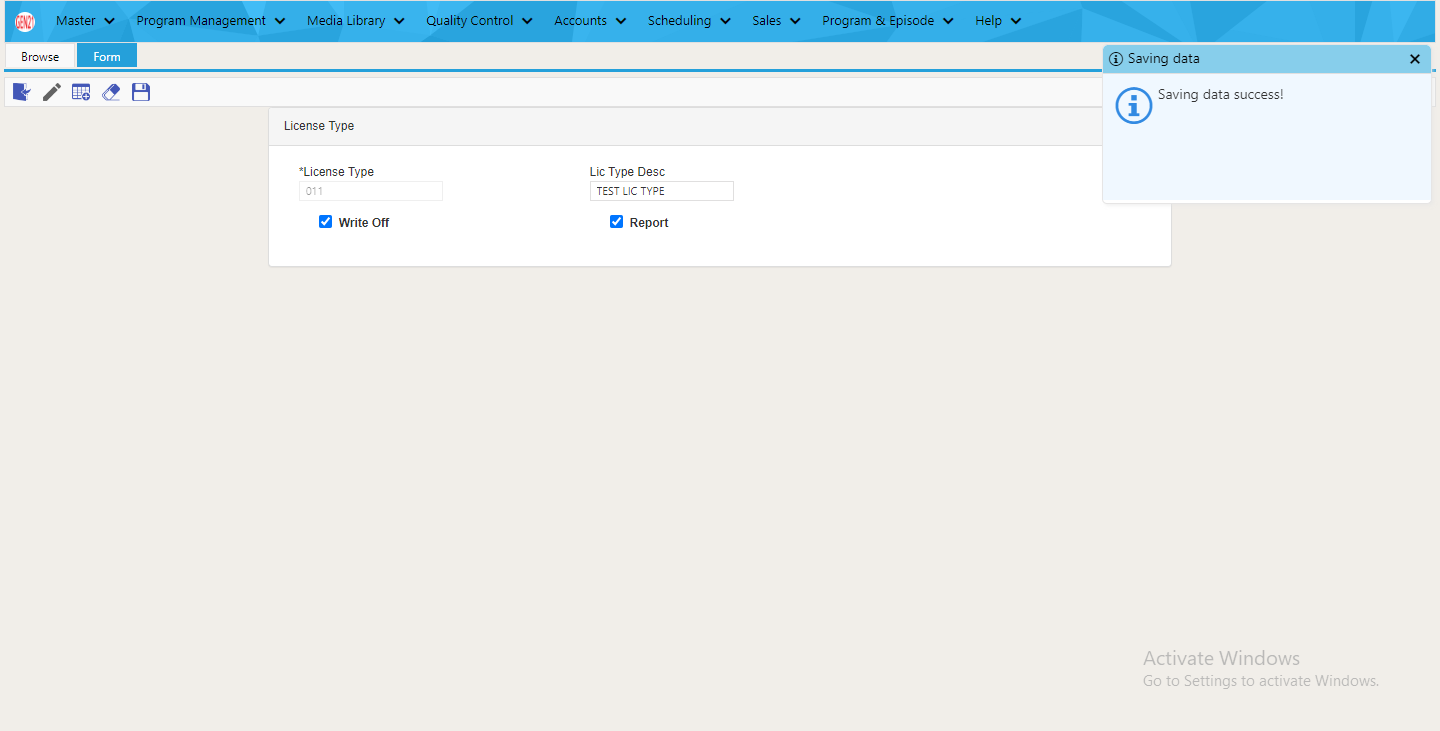 GEN21 Master Program Management Media Library Quality Control Accounts Scheduling Sales Program & Episode Help
Browse Form
Saving data
Saving data success!
License Type
*License Type Lic Type Desc
011 TEST LIC TYPE
Write Off Report
Activate Windows
Go to Settings to activate Windows.